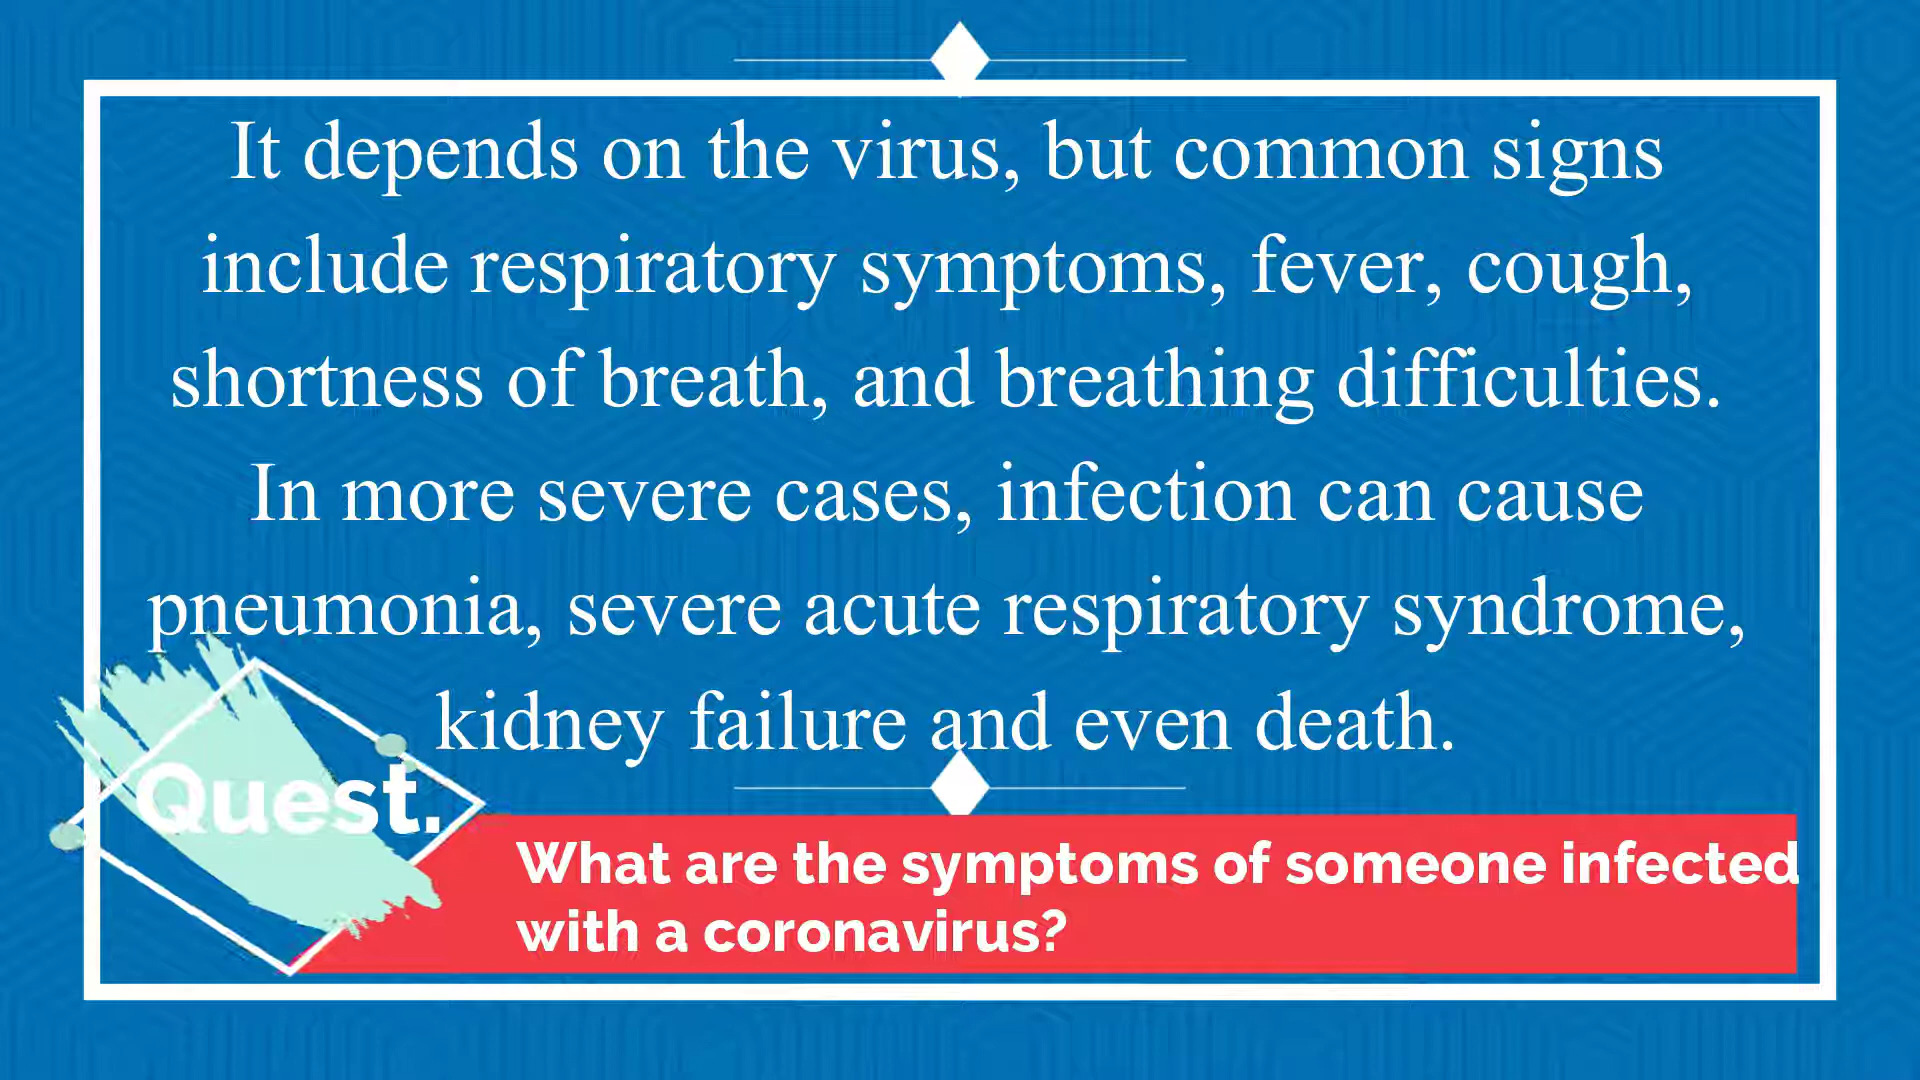 It depends on the virus, but common signs
include respiratory symptoms, fever, cough,
shortness of breath, and breathing difficulties.
In more severe cases, infection can cause
pneumonia, severe acute respiratory syndrome,
kidney failure and even death.
Quest.
What are the symptoms of someone infected
with a coronavirus?